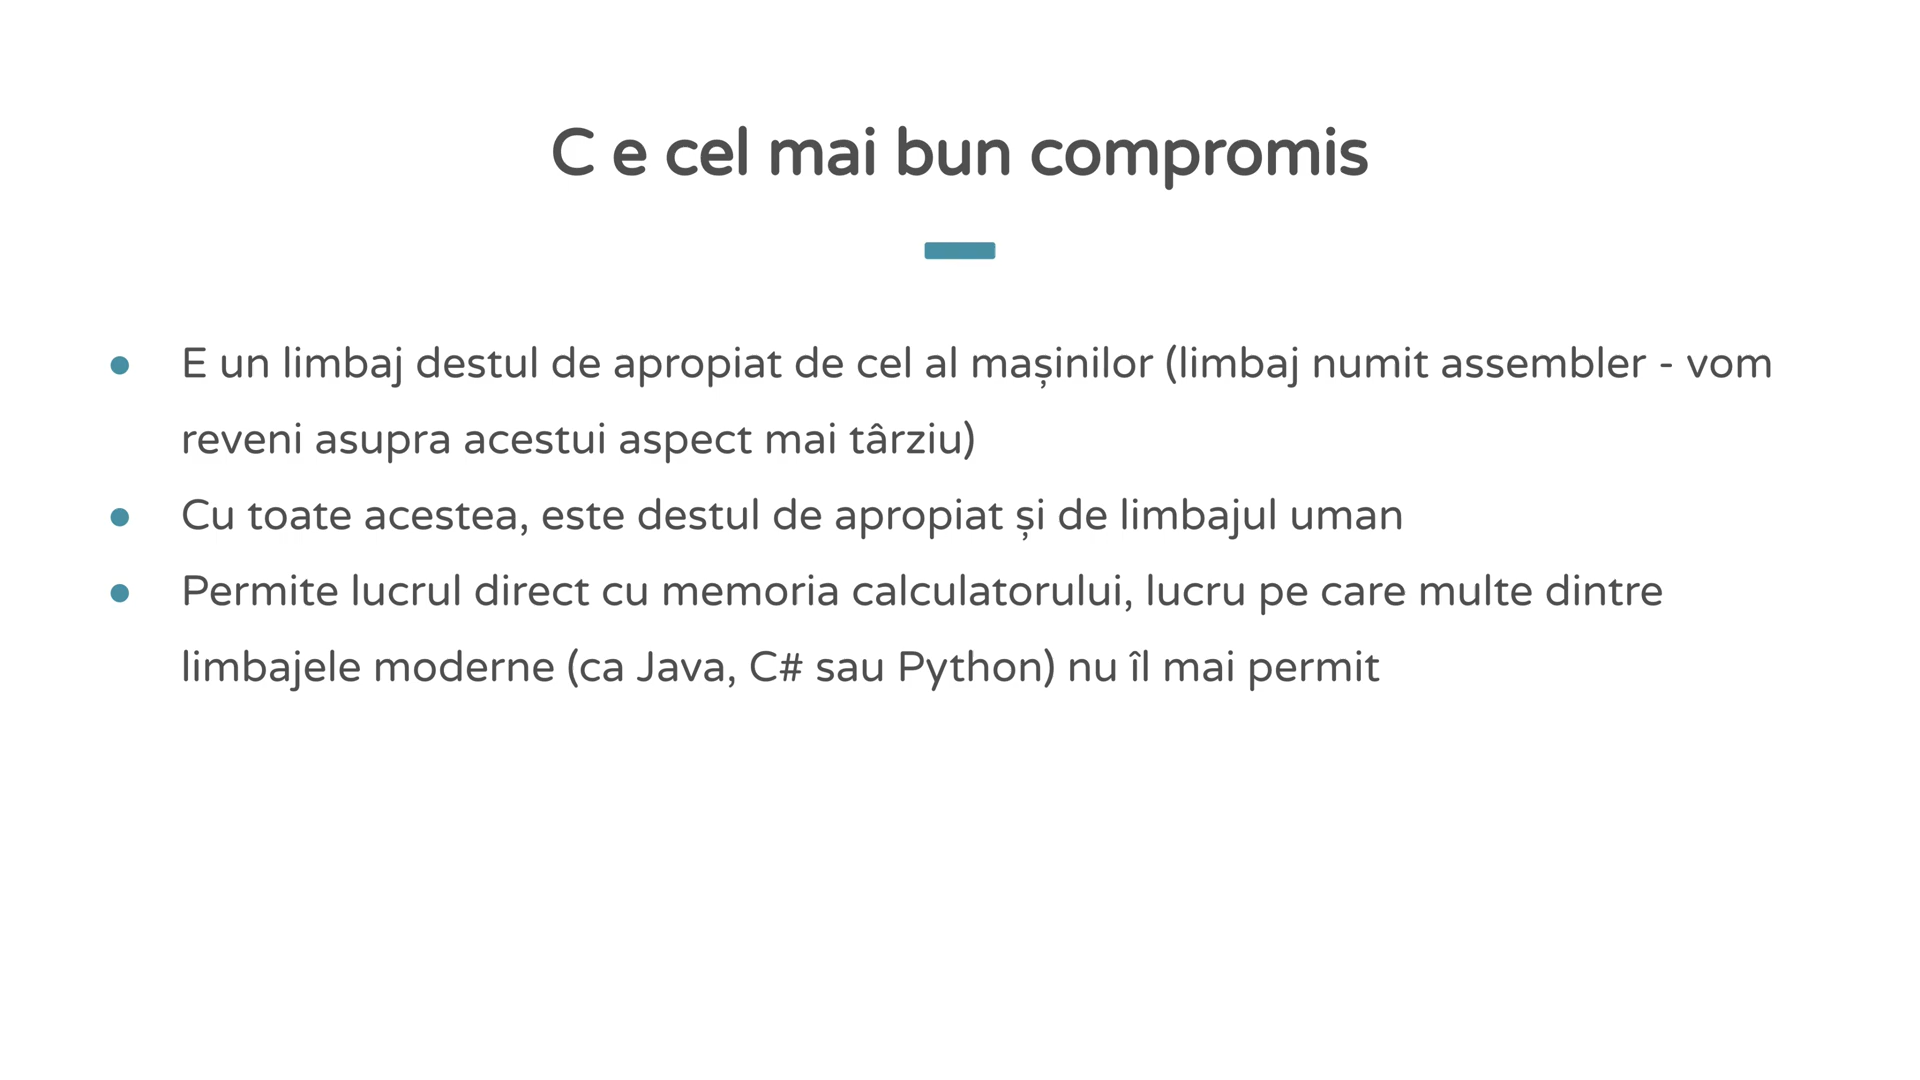 C e cel mai bun compromis
● E un limbaj destul de apropiat de cel al mașinilor (limbaj numit assembler - vom
reveni asupra acestui aspect mai târziu)
● Cu toate acestea, este destul de apropiat și de limbajul uman
● Permite lucrul direct cu memoria calculatorului, lucru pe care multe dintre
limbajele moderne (ca Java, C# sau Python) nu îl mai permit